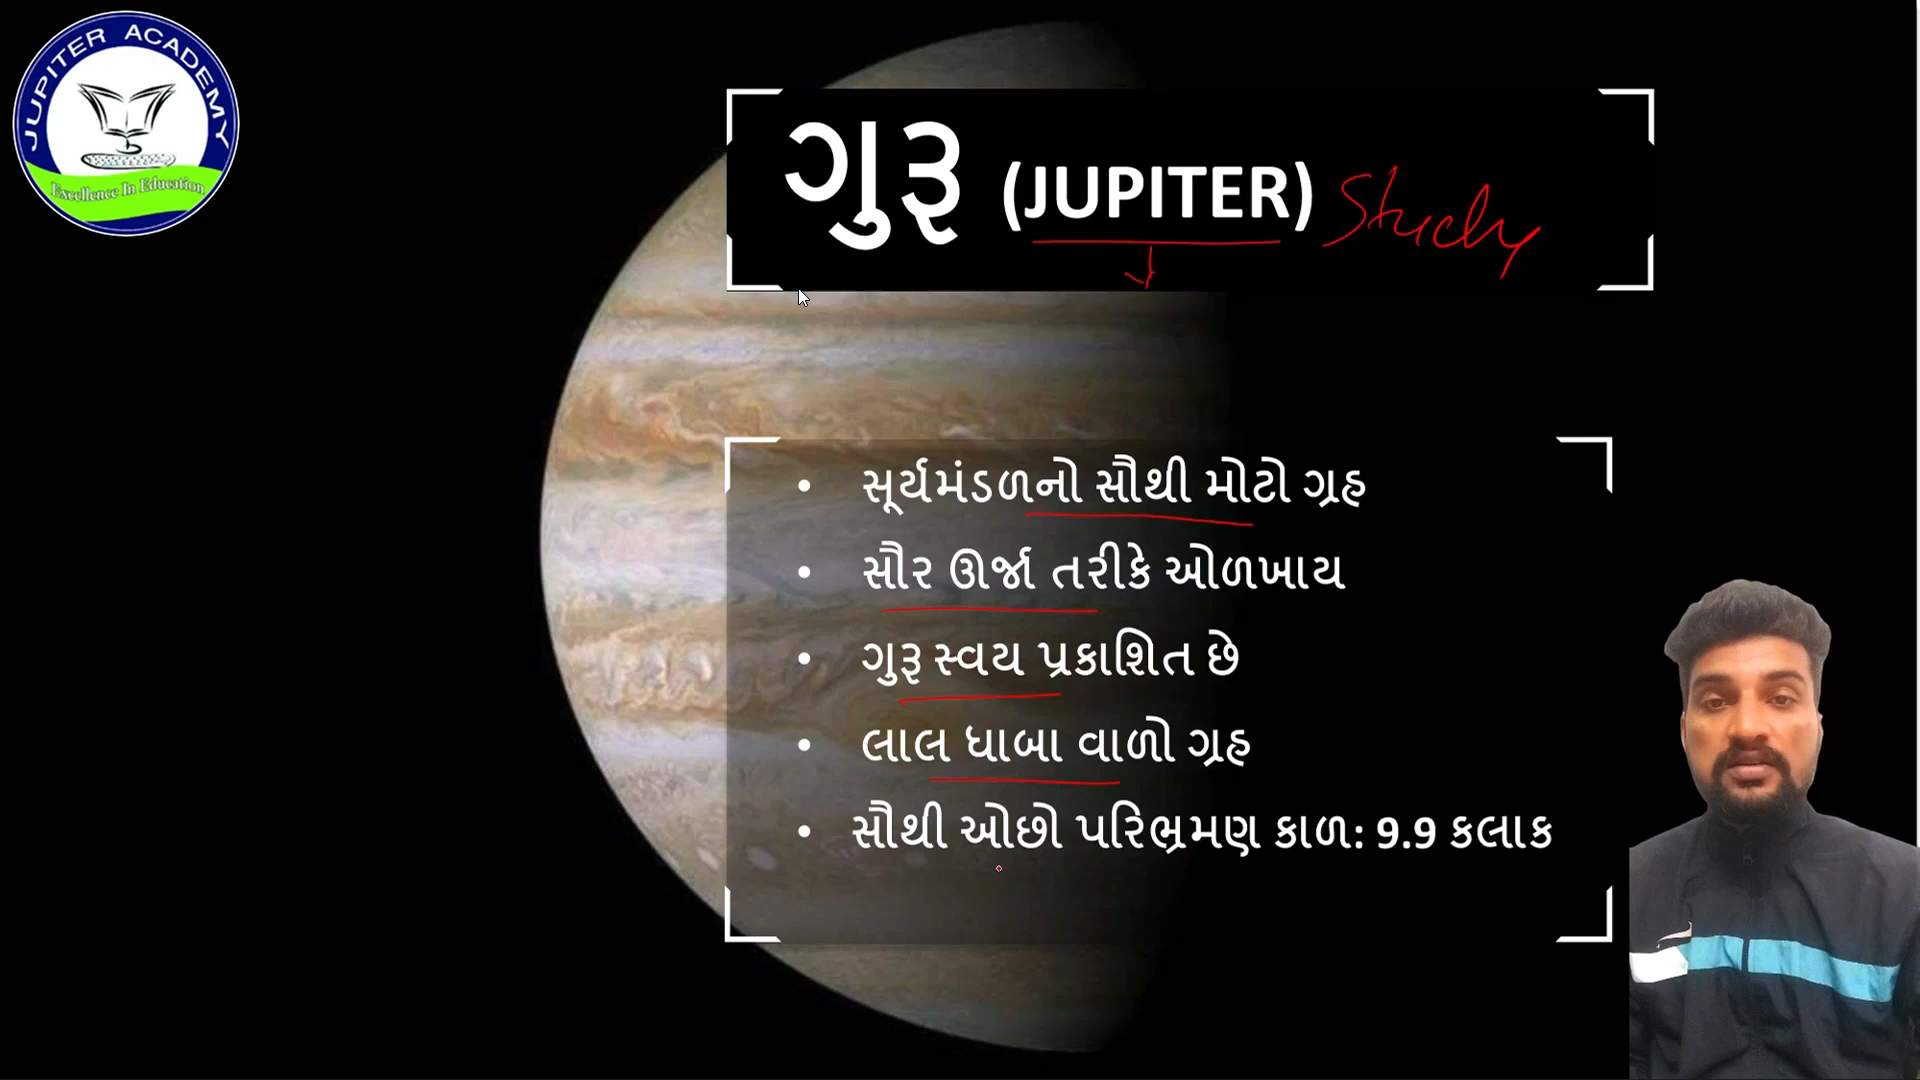 JUPITER ACADEMY
Excellence In Education
ગુરૂ (JUPITER) Study
• સૂર્યમંડળનો સૌથી મોટો ગ્રહ
• સૌર ઊર્જા તરીકે ઓળખાય
• ગુરૂ સ્વય પ્રકાશિત છે
• લાલ ધાબા વાળો ગ્રહ
• સૌથી ઓછો પરિભ્રમણ કાળ: 9.9 કલાક